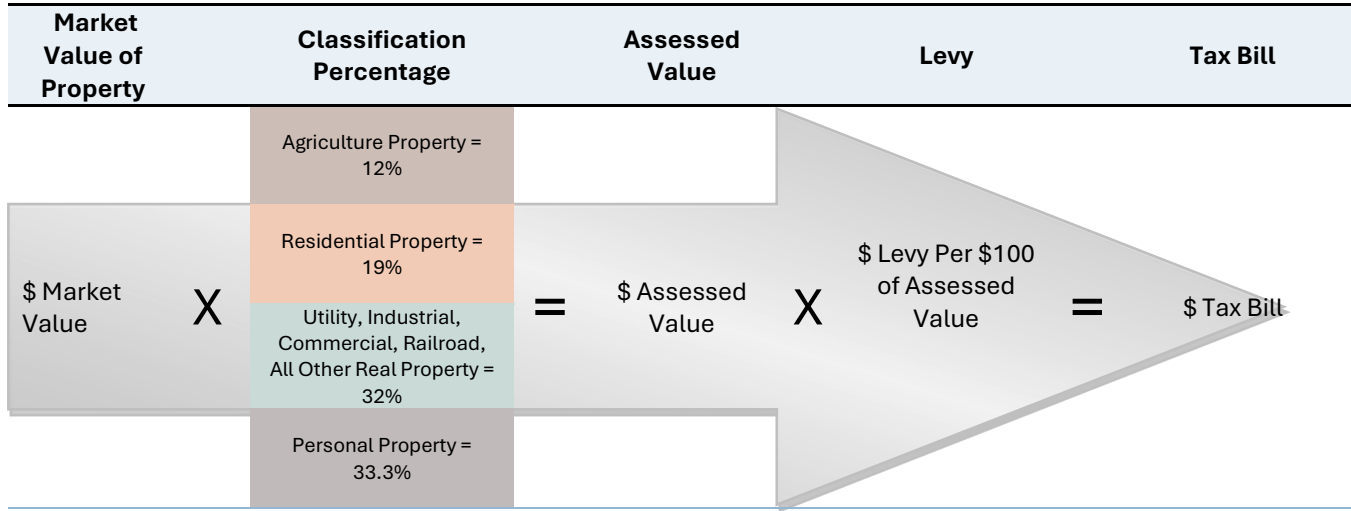 Market
Value of
Property
Classification
Percentage
Assessed
Value
Levy
Tax Bill
Agriculture Property =
12%
Residential Property =
19%
Utility, Industrial,
Commercial, Railroad,
All Other Real Property =
32%
Personal Property =
33.3%
$ Market
Value
X
=
$ Assessed
Value
X
$ Levy Per $100
of Assessed
Value
=
$ Tax Bill